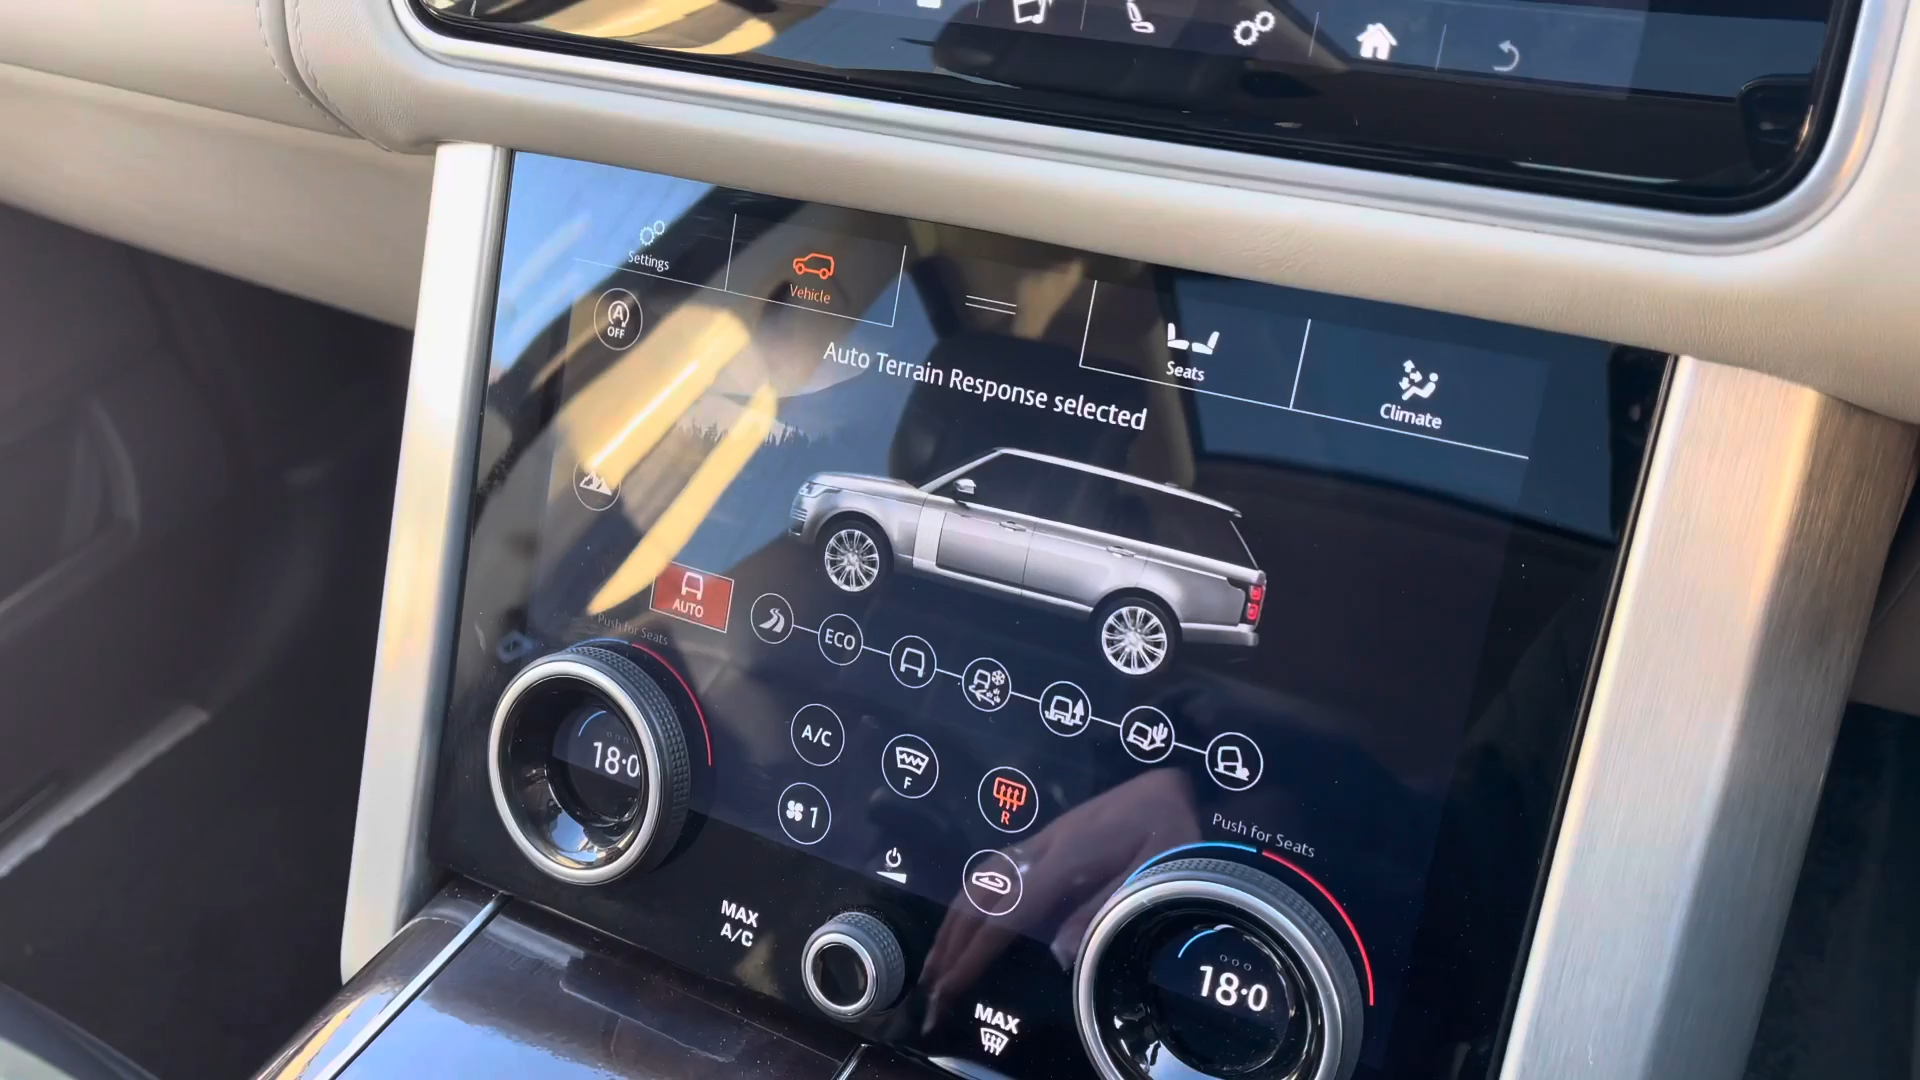 Settings
Vehicle
Seats
Climate
A
OFF
Auto Terrain Response selected
AUTO
ECO
Push for Seats
18·0
A/C
F
R
1
Push for Seats
MAX
A/C
18·0
MAX